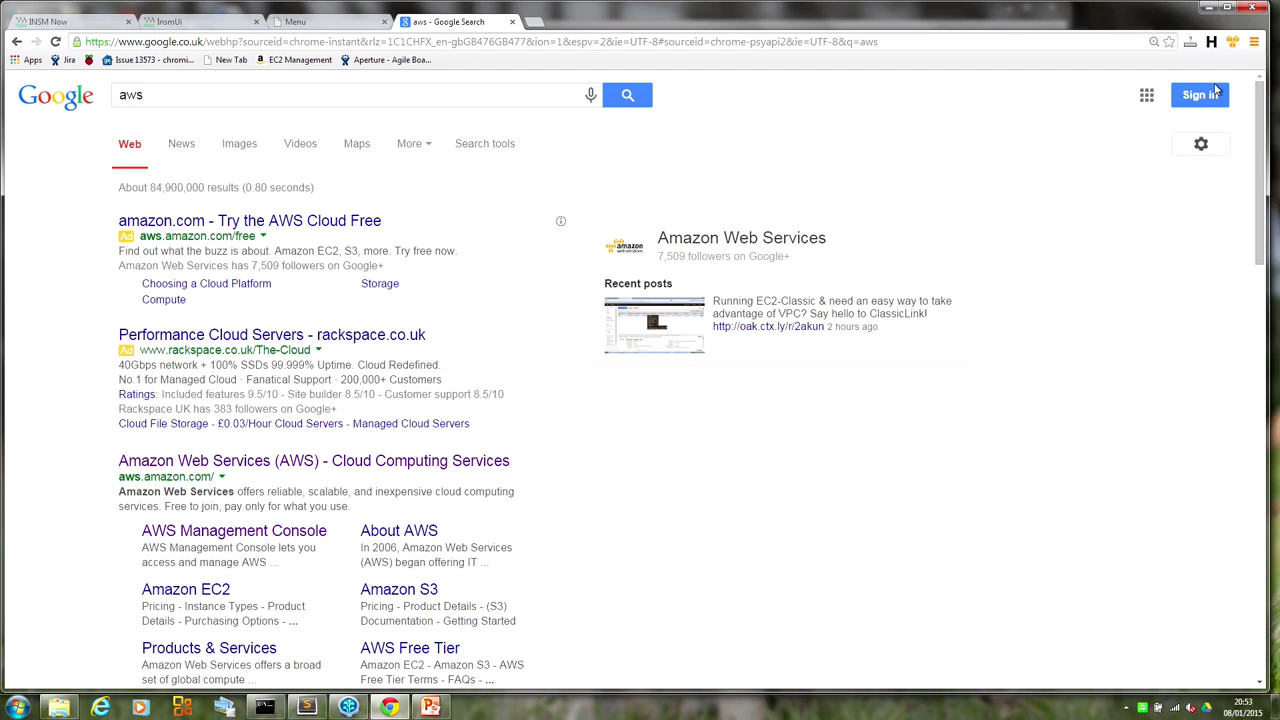 INSM Now
InsmUi
Menu
aws - Google Search
https://www.google.co.uk/webhp?sourceid=chrome-instant&rlz=1C1CHFX_en-gbGB476GB477&ion=1&espv=2&ie=UTF-8#sourceid=chrome-psyapi2&ie=UTF-8&q=aws
Apps
Jira
Issue 13573 - chromi...
New Tab
EC2 Management
Aperture - Agile Boa...
Google
aws
Sign in
Web
News
Images
Videos
Maps
More
Search tools
About 84,900,000 results (0.80 seconds)
amazon.com - Try the AWS Cloud Free
Ad aws.amazon.com/free
Find out what the buzz is about. Amazon EC2, S3, more. Try free now.
Amazon Web Services has 7,509 followers on Google+
Choosing a Cloud Platform
Storage
Compute
Performance Cloud Servers - rackspace.co.uk
Ad www.rackspace.co.uk/The-Cloud
40Gbps network + 100% SSDs 99.999% Uptime. Cloud Redefined.
No.1 for Managed Cloud · Fanatical Support · 200,000+ Customers
Ratings: Included features 9.5/10 - Site builder 8.5/10 - Customer support 8.5/10
Rackspace UK has 383 followers on Google+
Cloud File Storage - £0.03/Hour Cloud Servers - Managed Cloud Servers
Amazon Web Services (AWS) - Cloud Computing Services
aws.amazon.com/
Amazon Web Services offers reliable, scalable, and inexpensive cloud computing
services. Free to join, pay only for what you use.
AWS Management Console
AWS Management Console lets you
access and manage AWS ...
About AWS
In 2006, Amazon Web Services
(AWS) began offering IT ...
Amazon EC2
Pricing - Instance Types - Product
Details - Purchasing Options - ...
Amazon S3
Pricing - Product Details - (S3)
Documentation - Getting Started
Products & Services
Amazon Web Services offers a broad
set of global compute ...
AWS Free Tier
Amazon EC2 - Amazon S3 - AWS
Free Tier Terms - FAQs - ...
amazon
Amazon Web Services
7,509 followers on Google+
Recent posts
Running EC2-Classic & need an easy way to take
advantage of VPC? Say hello to ClassicLink!
http://oak.ctx.ly/r/2akun 2 hours ago
20:53
08/01/2015